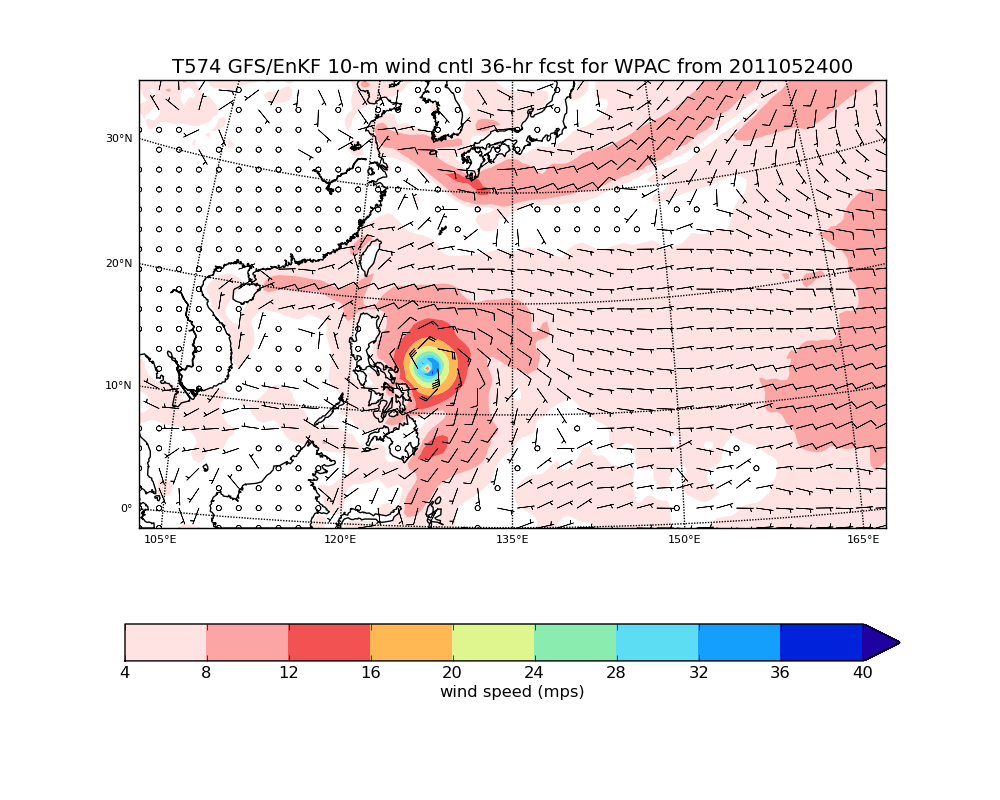 T574 GFS/EnKF 10-m wind cntl 36-hr fcst for WPAC from 2011052400
30°N
20°N
10°N
0°
105°E 120°E 135°E 150°E 165°E
4 8 12 16 20 24 28 32 36 40
wind speed (mps)